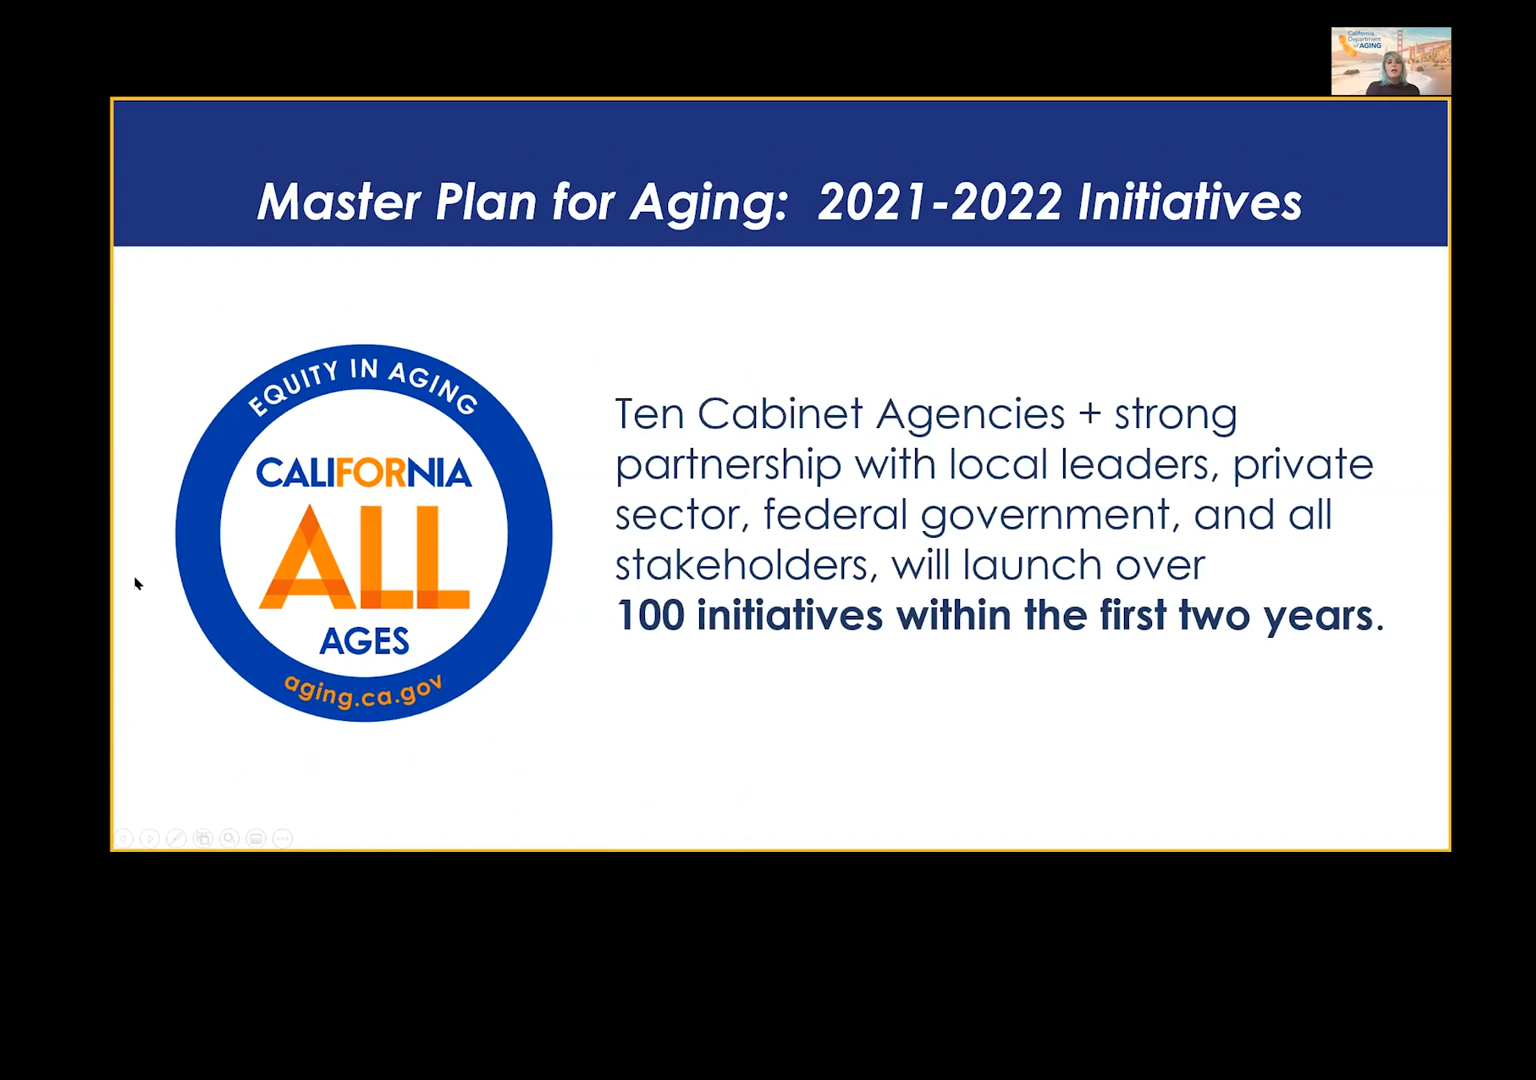 California
Department
of AGING
Master Plan for Aging: 2021-2022 Initiatives
EQUITY IN AGING
CALIFORNIA
ALL
AGES
aging.ca.gov
Ten Cabinet Agencies + strong
partnership with local leaders, private
sector, federal government, and all
stakeholders, will launch over
100 initiatives within the first two years.